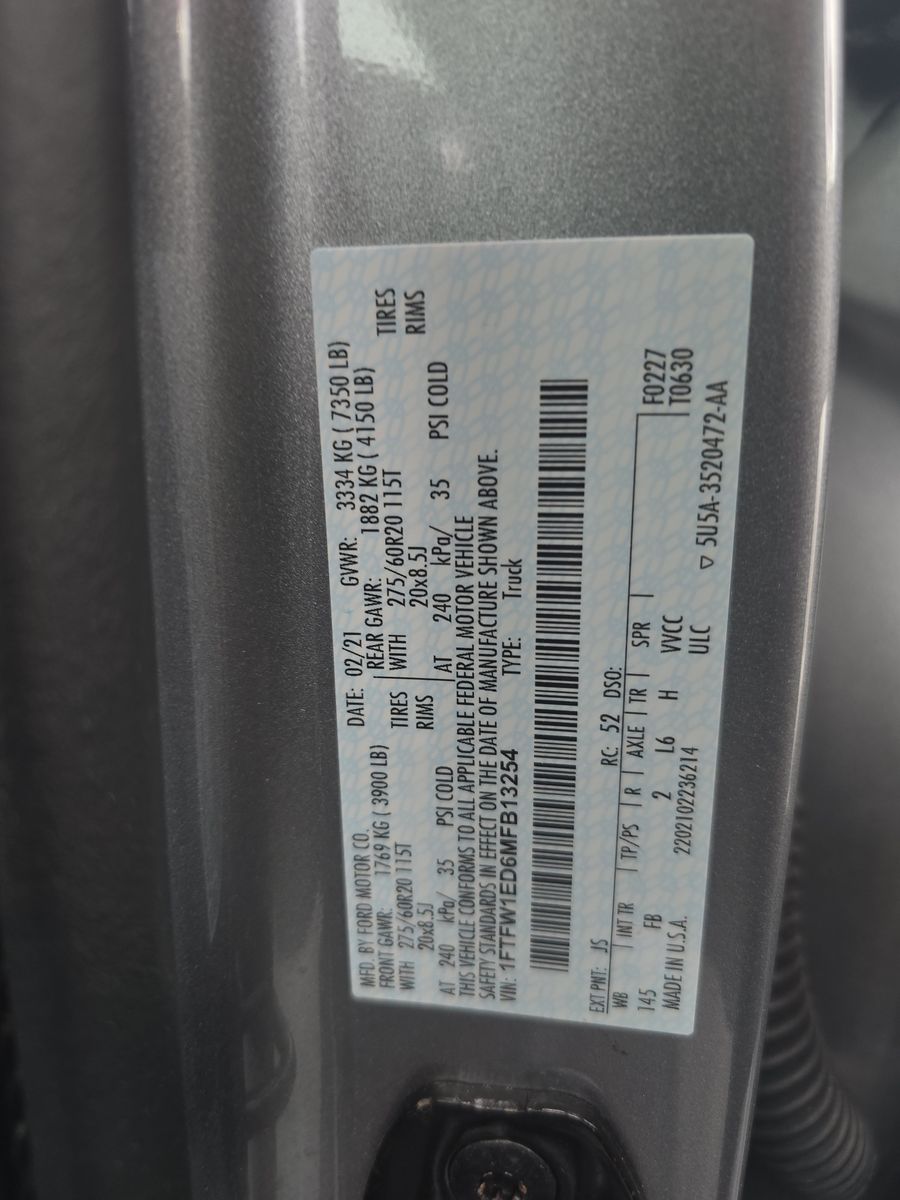 MFD. BY FORD MOTOR CO. DATE: 02/21 GVWR: 3334 KG ( 7350 LB)
FRONT GAWR: 1769 KG ( 3900 LB) REAR GAWR: 1882 KG ( 4150 LB)
WITH 275/60R20 115T TIRES WITH 275/60R20 115T TIRES
20x8.5J RIMS 20x8.5J RIMS
AT 240 kPa/ 35 PSI COLD AT 240 kPa/ 35 PSI COLD
THIS VEHICLE CONFORMS TO ALL APPLICABLE FEDERAL MOTOR VEHICLE
SAFETY STANDARDS IN EFFECT ON THE DATE OF MANUFACTURE SHOWN ABOVE.
VIN: 1FTFW1ED6MFB13254 TYPE: Truck
EXT PNT: JS RC: 52 DSO:
WB INT TR TP/PS R AXLE TR SPR F0227
145 FB 2 L6 H VVCC T0630
MADE IN U.S.A. 2202102236214 ULC
▽ 5U5A-3520472-AA